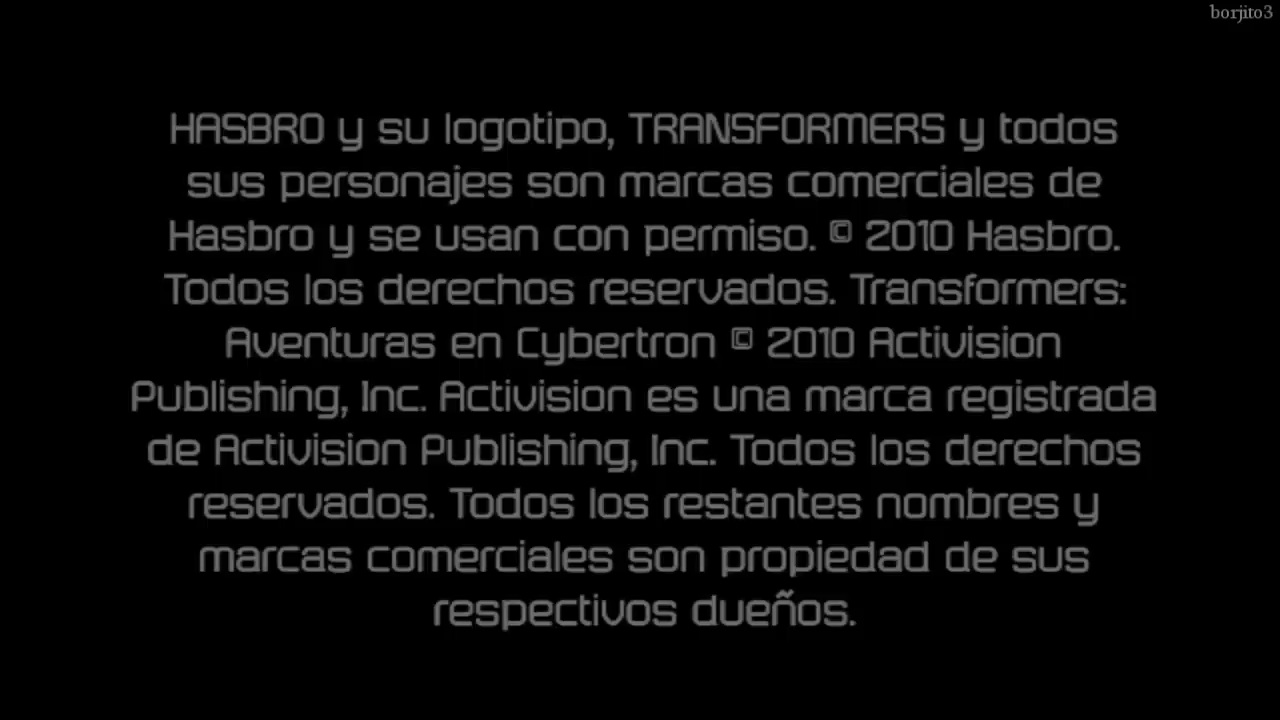 borjito3
HASBRO y su logotipo, TRANSFORMERS y todos
sus personajes son marcas comerciales de
Hasbro y se usan con permiso. © 2010 Hasbro.
Todos los derechos reservados. Transformers:
Aventuras en Cybertron © 2010 Activision
Publishing, Inc. Activision es una marca registrada
de Activision Publishing, Inc. Todos los derechos
reservados. Todos los restantes nombres y
marcas comerciales son propiedad de sus
respectivos dueños.